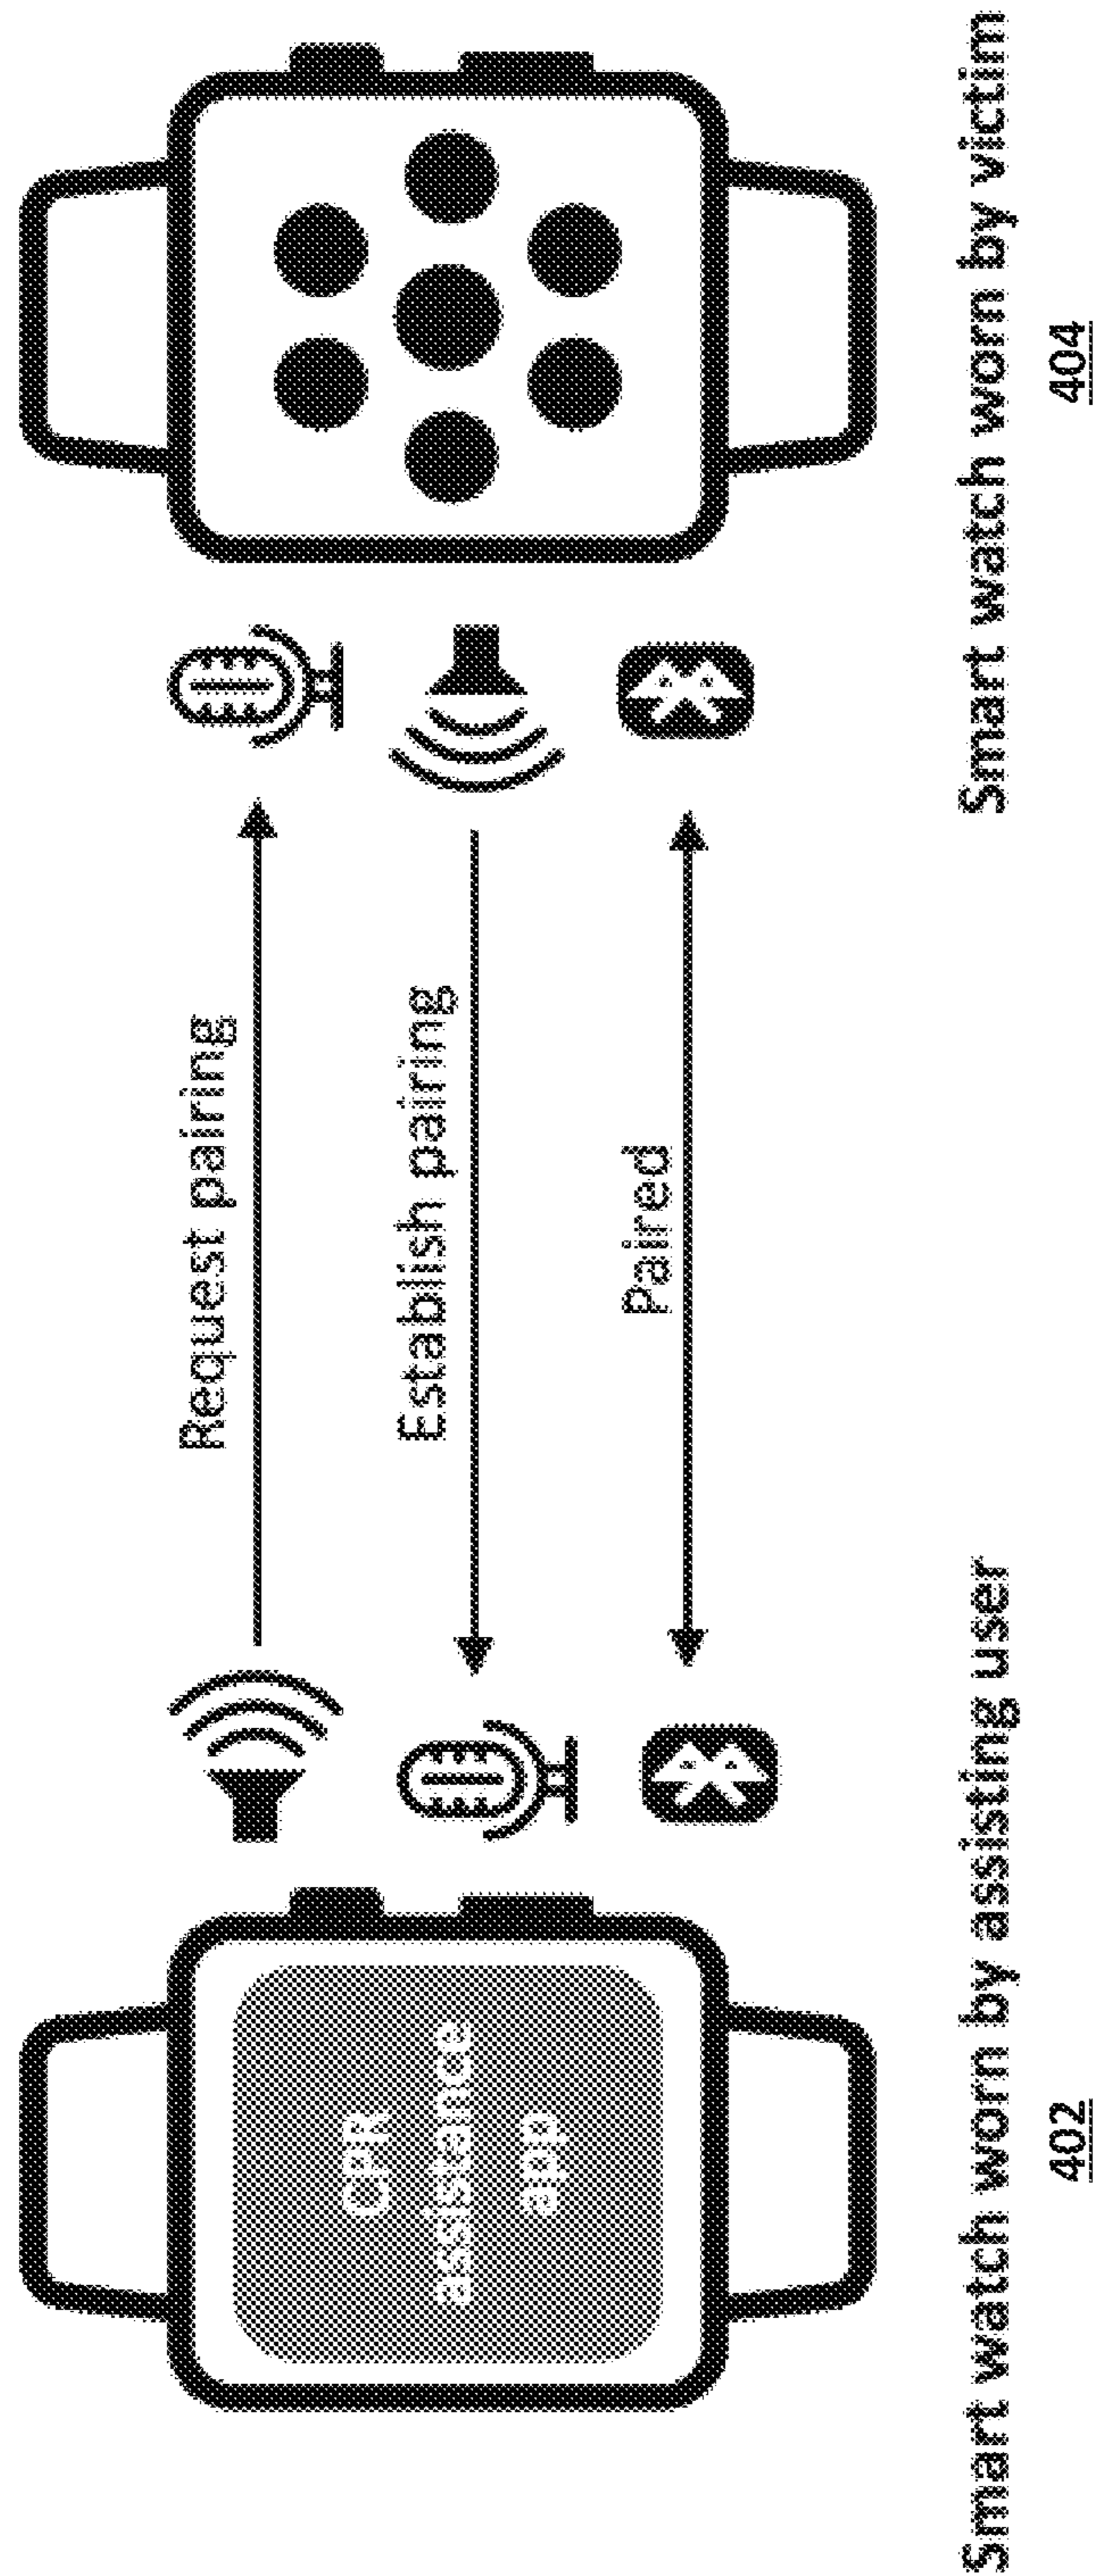 Request pairing
Establish pairing
Paired
CPR
assistance
app
Smart watch worn by assisting user
402
Smart watch worn by victim
404